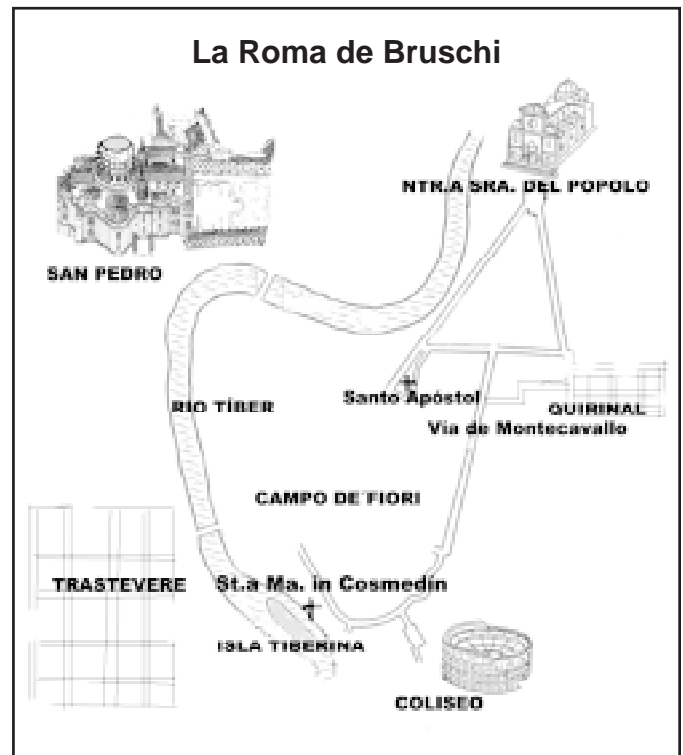 La Roma de Bruschi
NTR.A SRA. DEL POPOLO
SAN PEDRO
Santo Apóstol
RIO TÍBER
QUIRINAL
Via de Montecavallo
CAMPO DE FIORI
TRASTEVERE
St.a Ma. in Cosmedin
ISLA TIBERINA
COLISEO